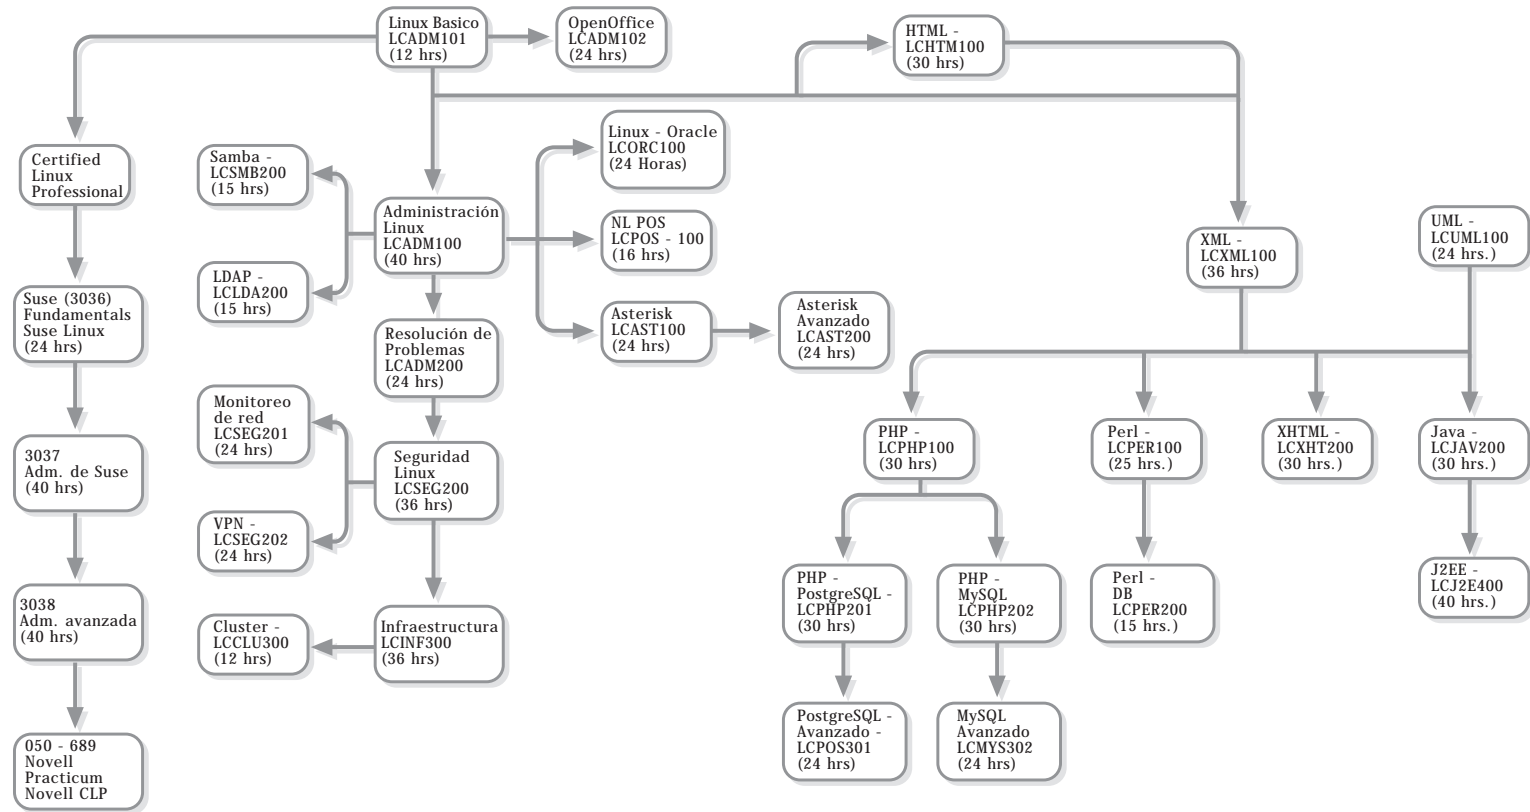 Linux Basico
LCADM101
(12 hrs)
OpenOffice
LCADM102
(24 hrs)
HTML -
LCHTM100
(30 hrs)
Certified
Linux
Professional
Samba -
LCSMB200
(15 hrs)
Linux - Oracle
LCORC100
(24 Horas)
Administración
Linux
LCADM100
(40 hrs)
NL POS
LCPOS - 100
(16 hrs)
XML -
LCXML100
(36 hrs)
UML -
LCUML100
(24 hrs.)
LDAP -
LCLDA200
(15 hrs)
Suse (3036)
Fundamentals
Suse Linux
(24 hrs)
Resolución de
Problemas
LCADM200
(24 hrs)
Asterisk
LCAST100
(24 hrs)
Asterisk
Avanzado
LCAST200
(24 hrs)
Monitoreo
de red
LCSEG201
(24 hrs)
3037
Adm. de Suse
(40 hrs)
Seguridad
Linux
LCSEG200
(36 hrs)
PHP -
LCPHP100
(30 hrs)
Perl -
LCPER100
(25 hrs.)
XHTML -
LCXHT200
(30 hrs.)
Java -
LCJAV200
(30 hrs.)
VPN -
LCSEG202
(24 hrs)
3038
Adm. avanzada
(40 hrs)
PHP -
PostgreSQL -
LCPHP201
(30 hrs)
PHP -
MySQL
LCPHP202
(30 hrs)
Perl -
DB
LCPER200
(15 hrs.)
J2EE -
LCJ2E400
(40 hrs.)
Cluster -
LCCLU300
(12 hrs)
Infraestructura
LCINF300
(36 hrs)
050 - 689
Novell
Practicum
Novell CLP
PostgreSQL -
Avanzado -
LCPOS301
(24 hrs)
MySQL
Avanzado
LCMYS302
(24 hrs)